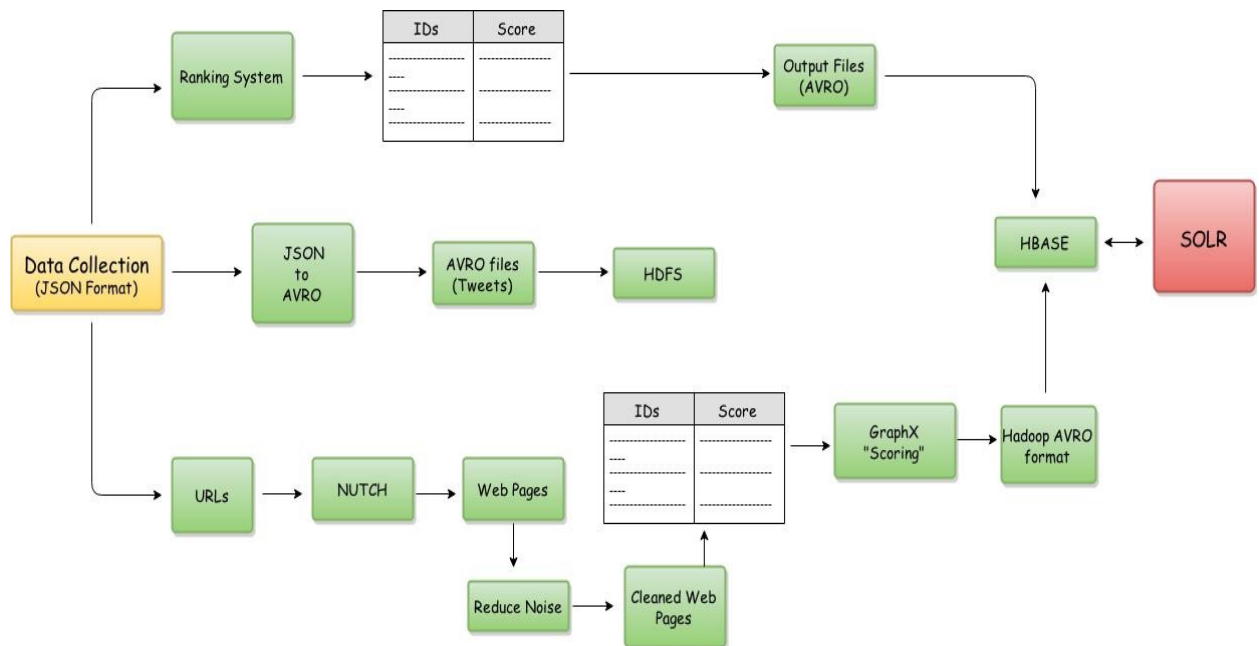 IDs
Score
Ranking System
Output Files
(AVRO)
Data Collection
(JSON Format)
JSON
to
AVRO
AVRO files
(Tweets)
HDFS
HBASE
SOLR
IDs
Score
GraphX
"Scoring"
Hadoop AVRO
format
URLs
NUTCH
Web Pages
Reduce Noise
Cleaned Web
Pages